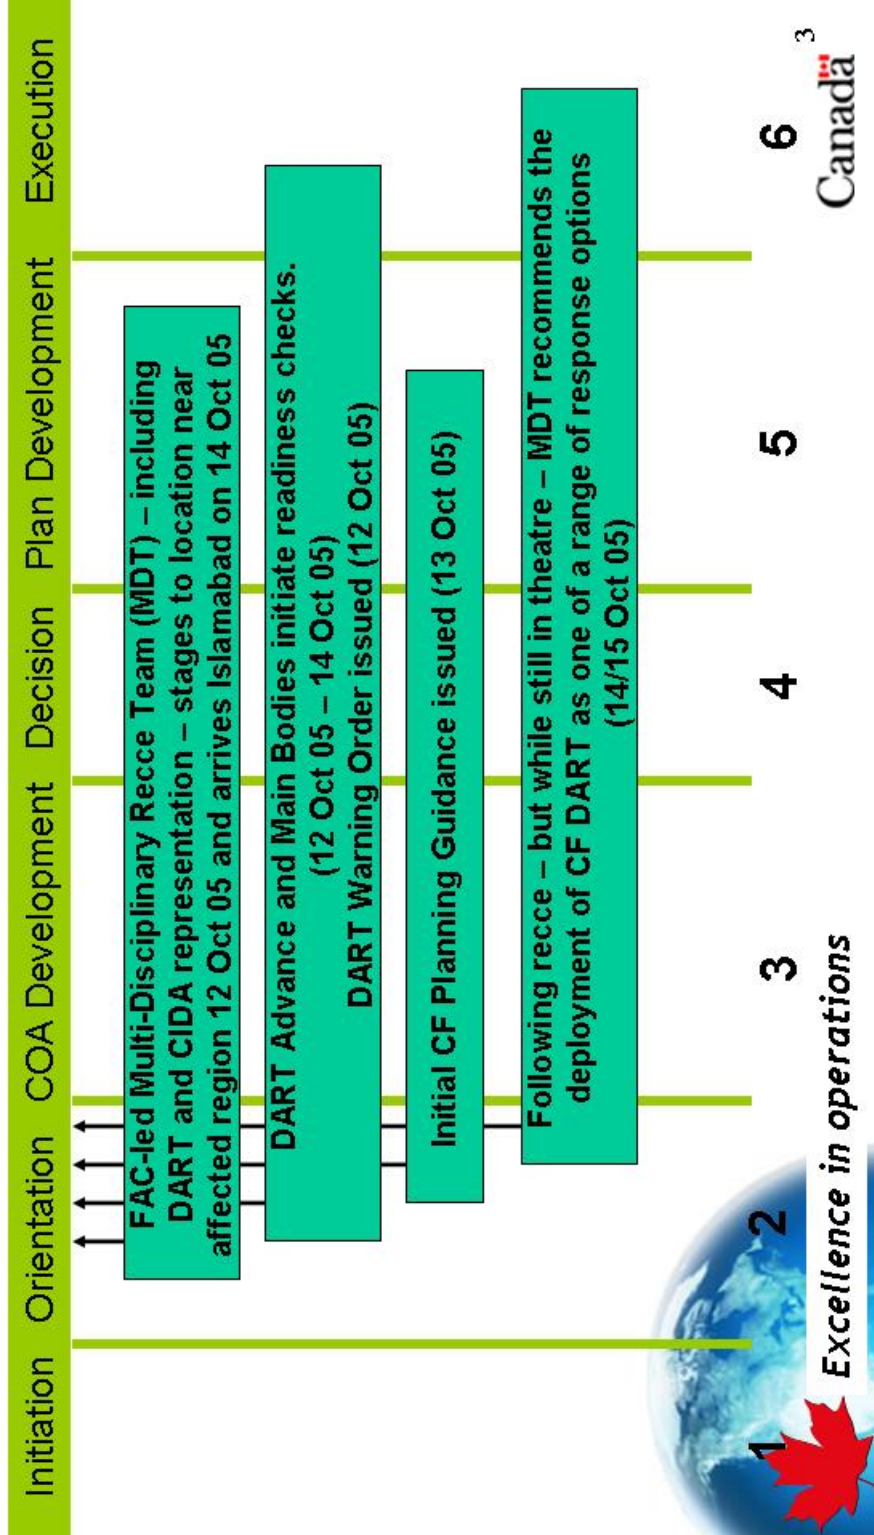 Initiation Orientation COA Development Decision Plan Development Execution
FAC-led Multi-Disciplinary Recce Team (MDT) – including
DART and CIDA representation – stages to location near
affected region 12 Oct 05 and arrives Islamabad on 14 Oct 05
DART Advance and Main Bodies initiate readiness checks.
(12 Oct 05 – 14 Oct 05)
DART Warning Order issued (12 Oct 05)
Initial CF Planning Guidance issued (13 Oct 05)
Following recce – but while still in theatre – MDT recommends the
deployment of CF DART as one of a range of response options
(14/15 Oct 05)
1 2 3 4 5 6
Excellence in operations
Canada
3